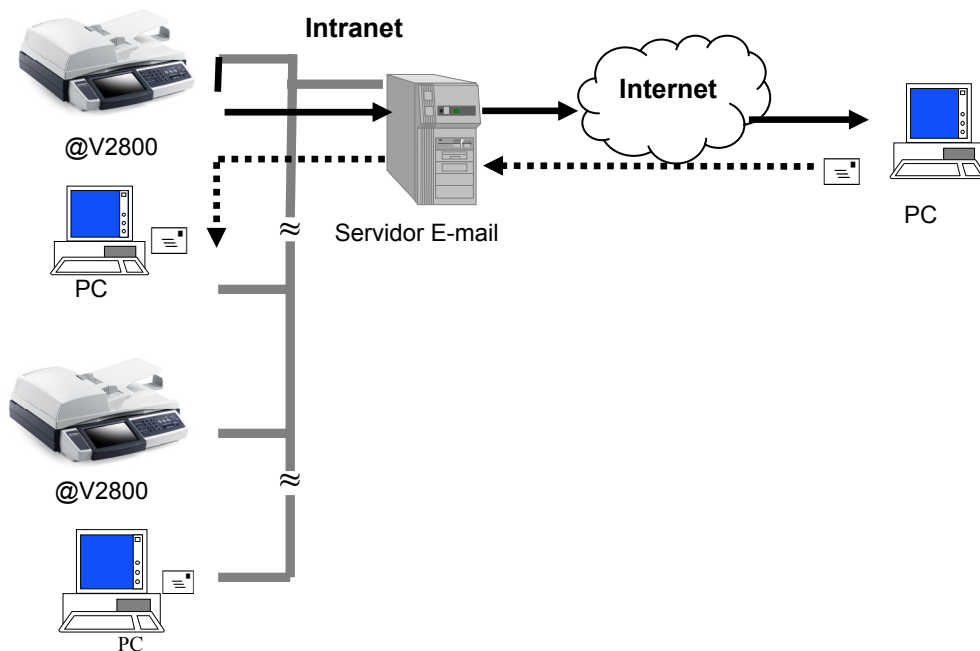 Intranet
Internet
@V2800
PC
Servidor E-mail
PC
@V2800
PC